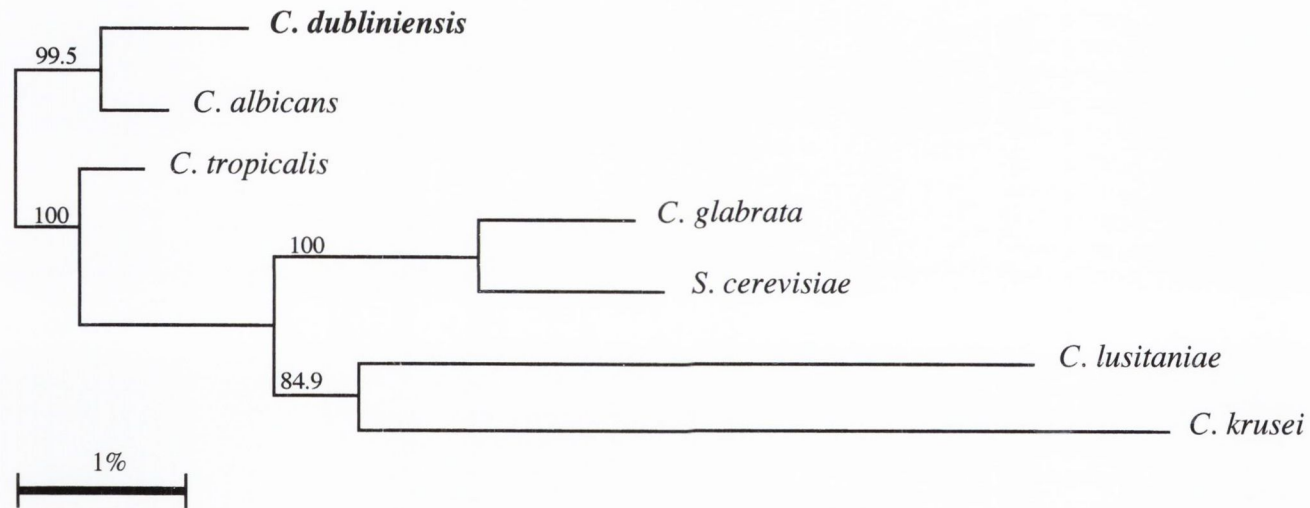 C. dubliniensis
99.5
C. albicans
C. tropicalis
100
C. glabrata
100
S. cerevisiae
C. lusitaniae
84.9
C. krusei
1%